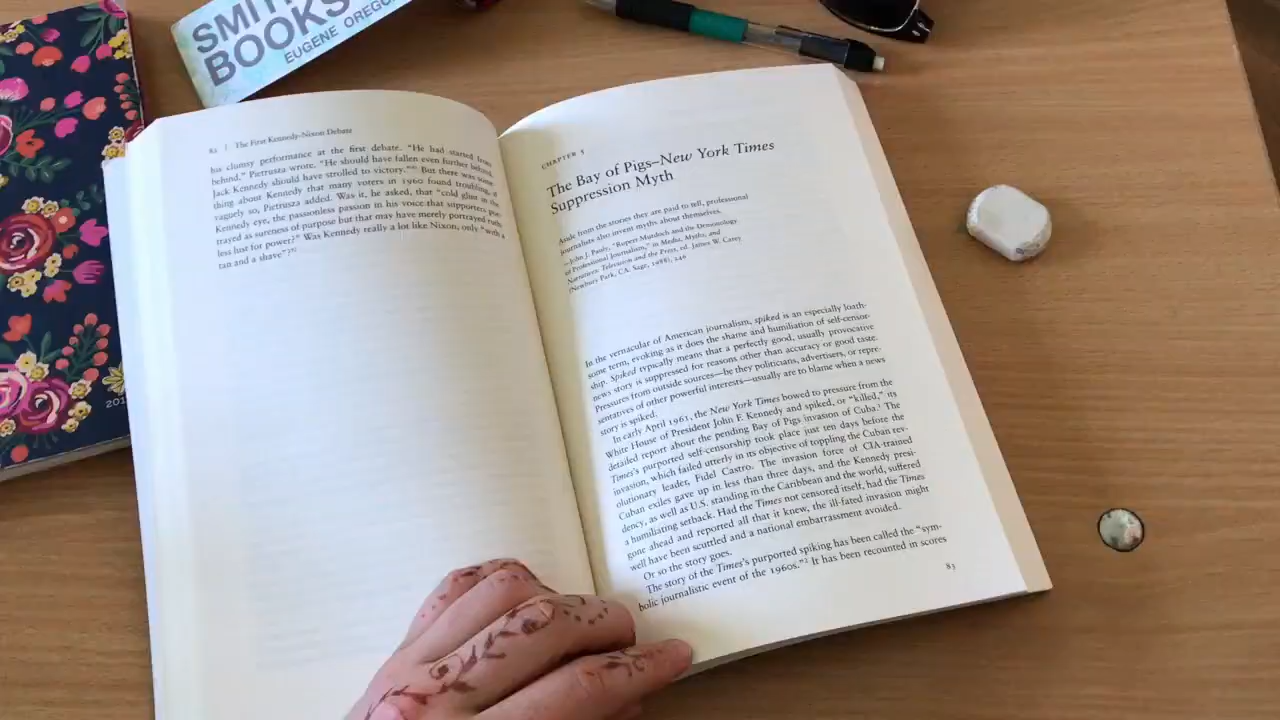 SMITH
BOOKS
EUGENE OREGON
201
82 | The First Kennedy–Nixon Debate
his clumsy performance at the first debate. “He had started from
behind,” Pietrusza wrote. “He should have fallen even further behind.
Jack Kennedy should have strolled to victory.” But there was some-
thing about Kennedy that many voters in 1960 found troubling, if
vaguely so, Pietrusza added. Was it, he asked, that “cold glint in the
Kennedy eye, the passionless passion in his voice that supporters por-
trayed as sureness of purpose but that may have merely portrayed ruth-
less lust for power?” Was Kennedy really a lot like Nixon, only “with a
tan and a shave”?
CHAPTER 5
The Bay of Pigs–New York Times
Suppression Myth
Aside from the stories they are paid to tell, professional
journalists also invent myths about themselves.
—John J. Pauly, “Rupert Murdoch and the Demonology
of Professional Journalism,” in Media, Myths, and
Narratives: Television and the Press, ed. James W. Carey
(Newbury Park, CA: Sage, 1988), 246
In the vernacular of American journalism, spiked is an especially loath-
some term, evoking as it does the shame and humiliation of self-censor-
ship. Spiked typically means that a perfectly good, usually provocative
news story is suppressed for reasons other than accuracy or good taste.
Pressures from outside sources—be they politicians, advertisers, or repre-
sentatives of other powerful interests—usually are to blame when a news
story is spiked.
In early April 1961, the New York Times bowed to pressure from the
White House of President John F. Kennedy and spiked, or “killed,” its
detailed report about the pending Bay of Pigs invasion of Cuba.1 The
Times’s purported self-censorship took place just ten days before the
invasion, which failed utterly in its objective of toppling the Cuban rev-
olutionary leader, Fidel Castro. The invasion force of CIA-trained
Cuban exiles gave up in less than three days, and the Kennedy presi-
dency, as well as U.S. standing in the Caribbean and the world, suffered
a humiliating setback. Had the Times not censored itself, had the Times
gone ahead and reported all that it knew, the ill-fated invasion might
well have been scuttled and a national embarrassment avoided.
Or so the story goes.
The story of the Times’s purported spiking has been called the “sym-
bolic journalistic event of the 1960s.”2 It has been recounted in scores
83